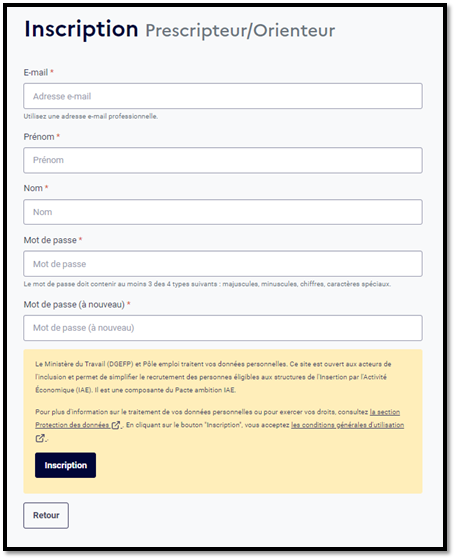 Inscription Prescripteur/Orienteur
E-mail *
Adresse e-mail
Utilisez une adresse e-mail professionnelle.
Prénom *
Prénom
Nom *
Nom
Mot de passe *
Mot de passe
Le mot de passe doit contenir au moins 3 des 4 types suivants : majuscules, minuscules, chiffres, caractères spéciaux.
Mot de passe (à nouveau) *
Mot de passe (à nouveau)
Le Ministère du Travail (DGEFP) et Pôle emploi traitent vos données personnelles. Ce site est ouvert aux acteurs de
l'inclusion et permet de simplifier le recrutement des personnes éligibles aux structures de l'Insertion par l'Activité
Économique (IAE). Il est une composante du Pacte ambition IAE.
Pour plus d'information sur le traitement de vos données personnelles ou pour exercer vos droits, consultez la section
Protection des données . En cliquant sur le bouton "Inscription", vous acceptez les conditions générales d'utilisation
.
Inscription
Retour